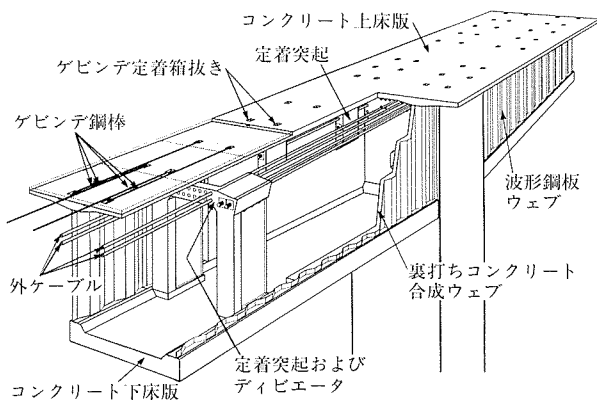 コンクリート上床版
ゲビンデ定着箱抜き
定着突起
ゲビンデ鋼棒
波形鋼板
ウェブ
外ケーブル
裏打ちコンクリート
合成ウェブ
定着突起および
ディビエータ
コンクリート下床版